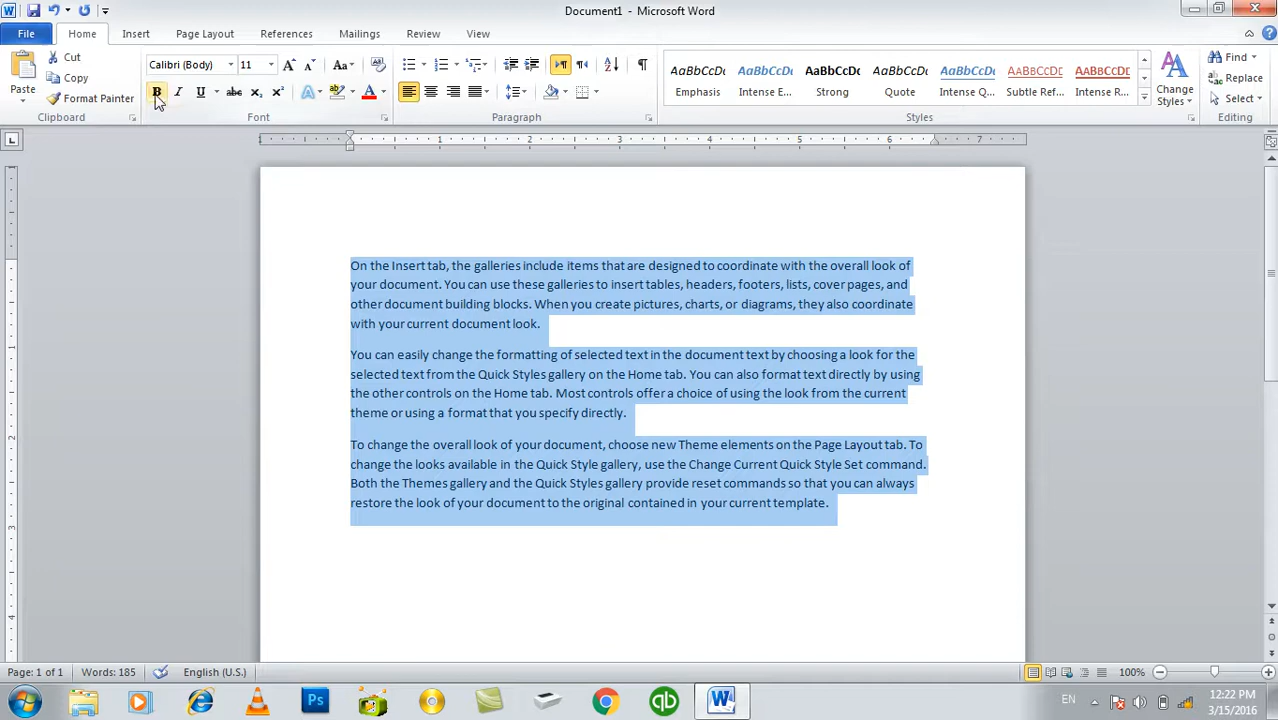 Document1 - Microsoft Word
File Home Insert Page Layout References Mailings Review View
Paste
Cut
Copy
Format Painter
Clipboard
Calibri (Body) 11
Font
Paragraph
AaBbCcDc AaBbCcDc AaBbCcDc AaBbCcDc AaBbCcDc AABBCCDC AABBCCDC
Emphasis Intense E... Strong Quote Intense Q... Subtle Ref... Intense R...
Change Styles
Styles
Find
Replace
Select
Editing
On the Insert tab, the galleries include items that are designed to coordinate with the overall look of
your document. You can use these galleries to insert tables, headers, footers, lists, cover pages, and
other document building blocks. When you create pictures, charts, or diagrams, they also coordinate
with your current document look.
You can easily change the formatting of selected text in the document text by choosing a look for the
selected text from the Quick Styles gallery on the Home tab. You can also format text directly by using
the other controls on the Home tab. Most controls offer a choice of using the look from the current
theme or using a format that you specify directly.
To change the overall look of your document, choose new Theme elements on the Page Layout tab. To
change the looks available in the Quick Style gallery, use the Change Current Quick Style Set command.
Both the Themes gallery and the Quick Styles gallery provide reset commands so that you can always
restore the look of your document to the original contained in your current template.
Page: 1 of 1 Words: 185 English (U.S.) 100%
EN
12:22 PM
3/15/2016